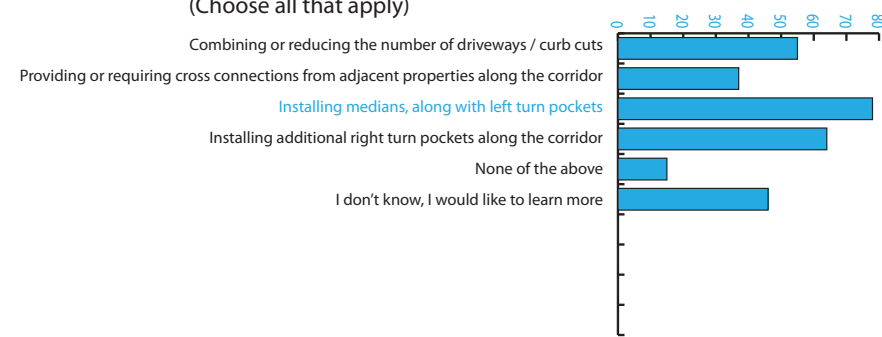 (Choose all that apply)
0 10 20 30 40 50 60 70 80
Combining or reducing the number of driveways / curb cuts
Providing or requiring cross connections from adjacent properties along the corridor
Installing medians, along with left turn pockets
Installing additional right turn pockets along the corridor
None of the above
I don’t know, I would like to learn more